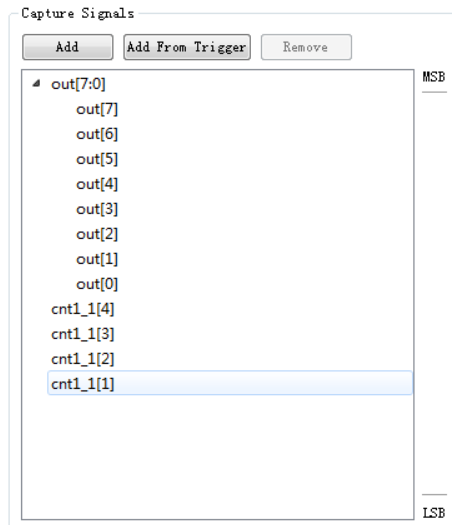 Capture Signals
Add Add From Trigger Remove
MSB
out[7:0]
out[7]
out[6]
out[5]
out[4]
out[3]
out[2]
out[1]
out[0]
cnt1_1[4]
cnt1_1[3]
cnt1_1[2]
cnt1_1[1]
LSB